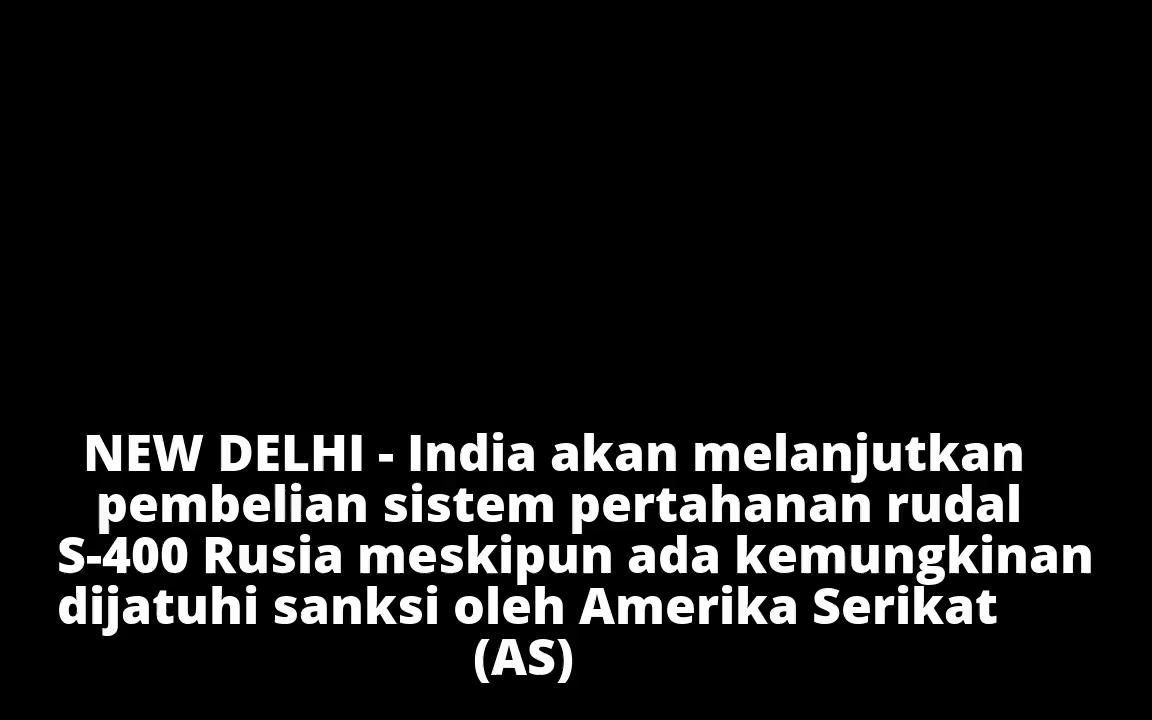 NEW DELHI - India akan melanjutkan
pembelian sistem pertahanan rudal
S-400 Rusia meskipun ada kemungkinan
dijatuhi sanksi oleh Amerika Serikat
(AS)